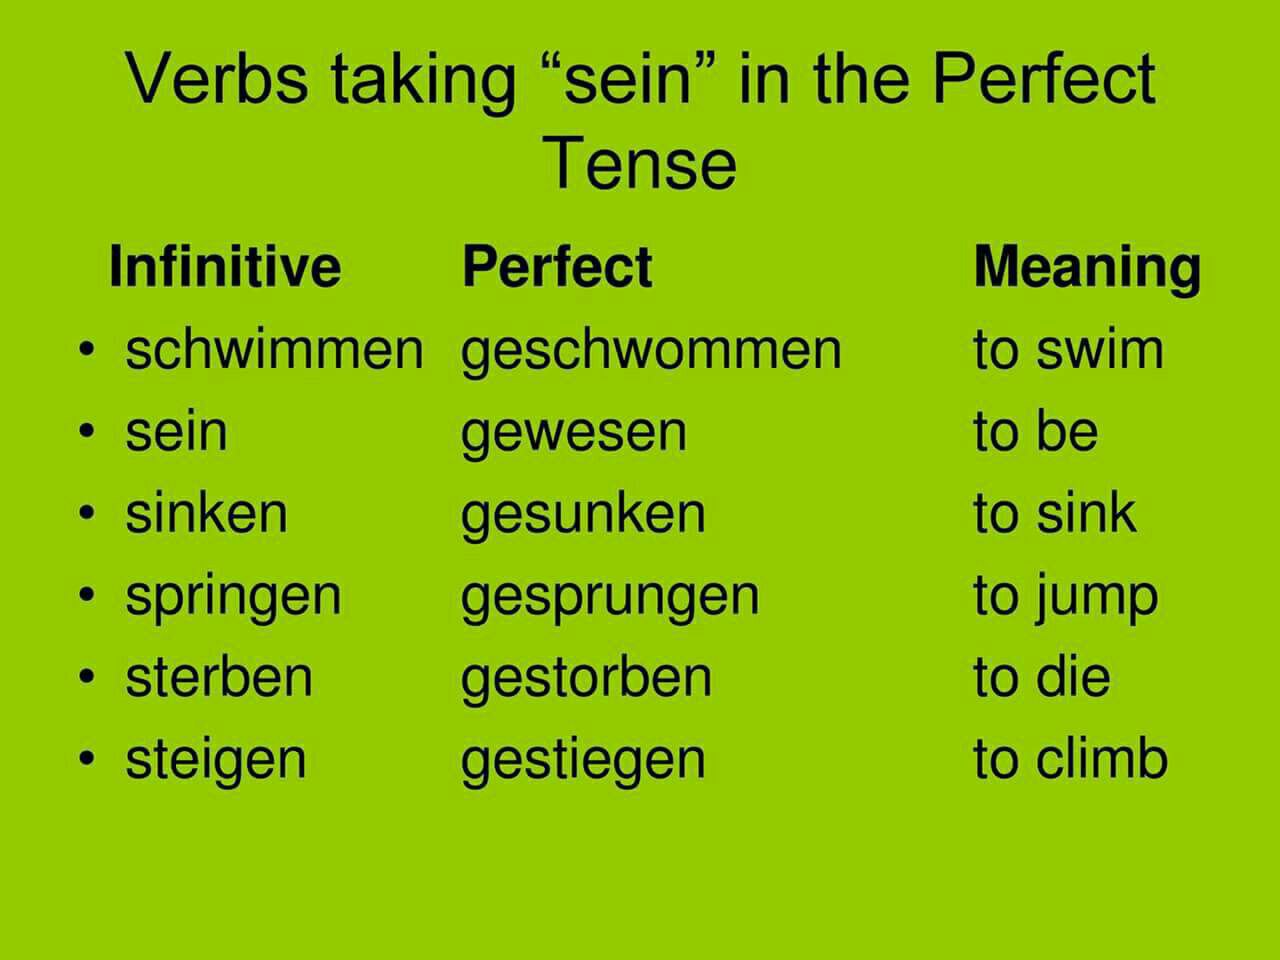 Verbs taking “sein” in the Perfect
Tense
Infinitive Perfect Meaning
• schwimmen geschwommen to swim
• sein gewesen to be
• sinken gesunken to sink
• springen gesprungen to jump
• sterben gestorben to die
• steigen gestiegen to climb